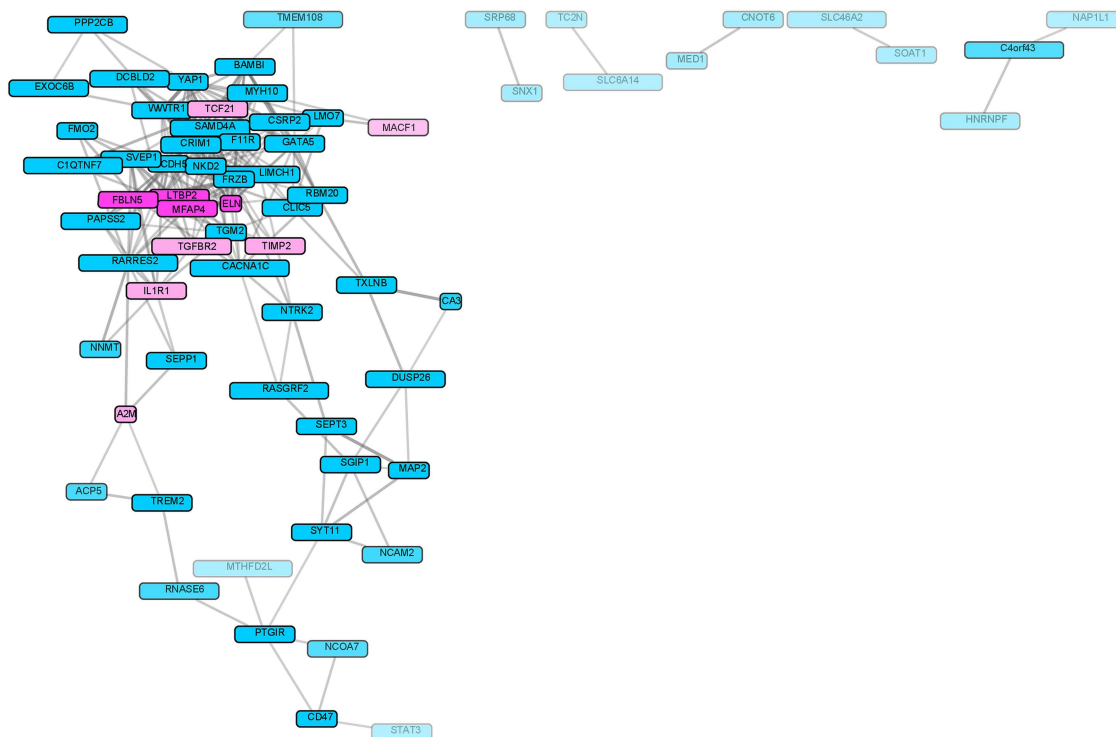 PPP2CB
TMEM108
SRP68
TC2N
CNOT6
SLC46A2
NAP1L1
C4orf43
SOAT1
MED1
BAMBI
DCBLD2
YAP1
SLC6A14
EXOC6B
MYH10
SNX1
WWTR1
TCF21
LMO7
CSRP2
HNRNPF
SAMD4A
MACF1
FMO2
F11R
CRIM1
GATA5
SVEP1
C1QTNF7
CDH5
NKD2
LIMCH1
FRZB
RBM20
LTBP2
FBLN5
ELN
MFAP4
CLIC5
PAPSS2
TGM2
TGFBR2
TIMP2
RARRES2
CACNA1C
TXLNB
IL1R1
CA3
NTRK2
NNMT
SEPP1
DUSP26
RASGRF2
A2M
SEPT3
SGIP1
MAP2
ACP5
TREM2
SYT11
NCAM2
MTHFD2L
RNASE6
PTGIR
NCOA7
CD47
STAT3